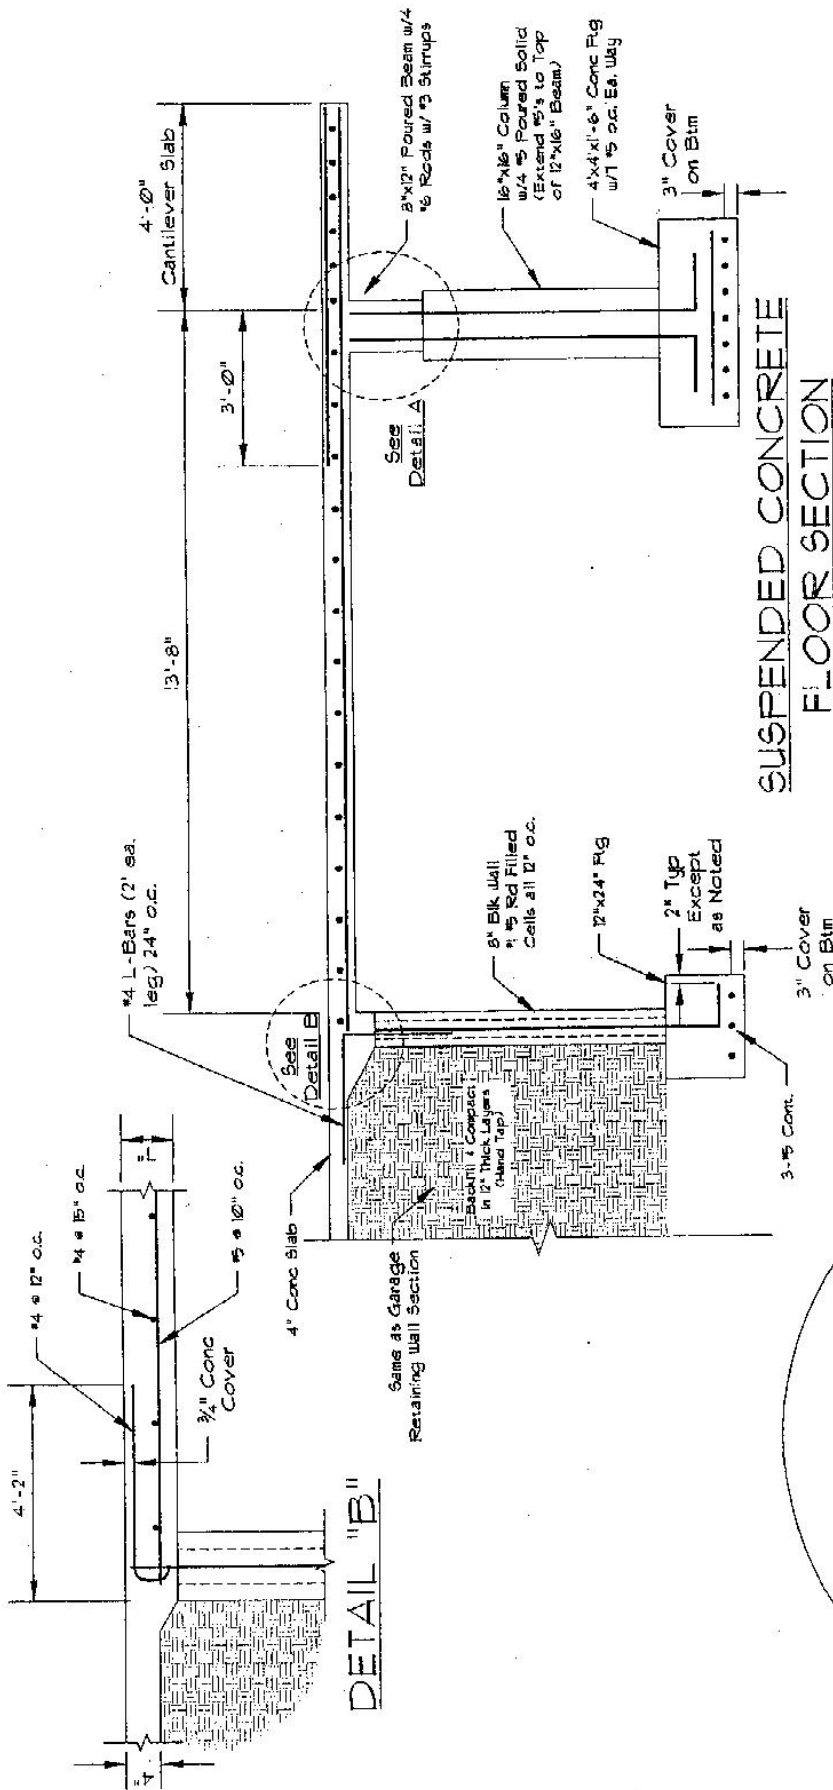 4'-2"
#4 @ 12" o.c.
#4 @ 15" o.c.
#5 @ 10" o.c.
3/4" Conc
Cover
7"
4"
DETAIL "B"
#4 L-Bars (2' ea.
leg) 24" o.c.
4" Conc Slab
See
Detail B
Same as Garage
Retaining Wall Section
Backfill & Compact
in 12" Thick Layers
(Hand Tap)
3-#5 Cont.
13'-8"
3'-0"
4'-0"
Cantilever Slab
See
Detail A
8" Blk Wall
#5 Rd Filled
Cells all 12" o.c.
12"x24" Ftg
2" Typ
Except
as Noted
3" Cover
on Btm
8"x12" Poured Beam w/4
#6 Rods w/ #3 Stirrups
16"x16" Column
w/4 #5 Poured Solid
(Extend #5's to Top
of 12"x16" Beam)
4'x4'x1'-6" Conc Ftg
w/7 #5 o.c. Ea. Way
3" Cover
on Btm
SUSPENDED CONCRETE
FLOOR SECTION